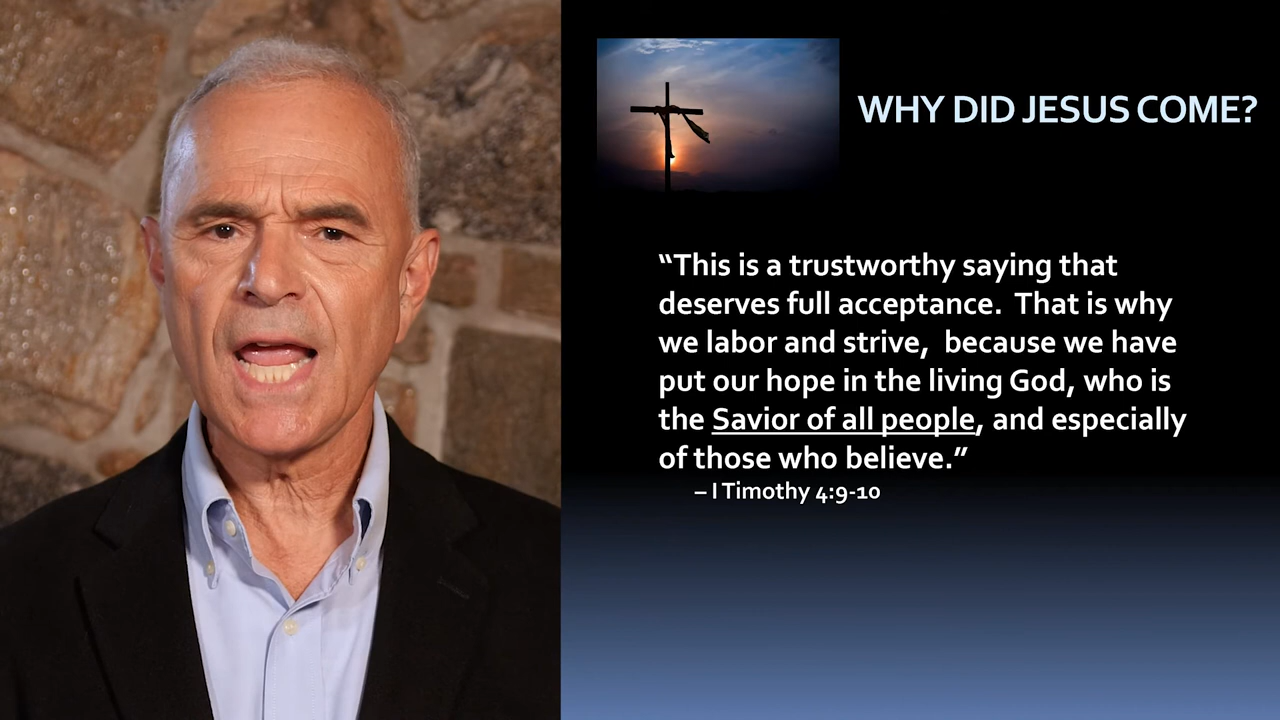 WHY DID JESUS COME?
“This is a trustworthy saying that
deserves full acceptance.  That is why
we labor and strive,  because we have
put our hope in the living God, who is
the Savior of all people, and especially
of those who believe.”
– I Timothy 4:9-10